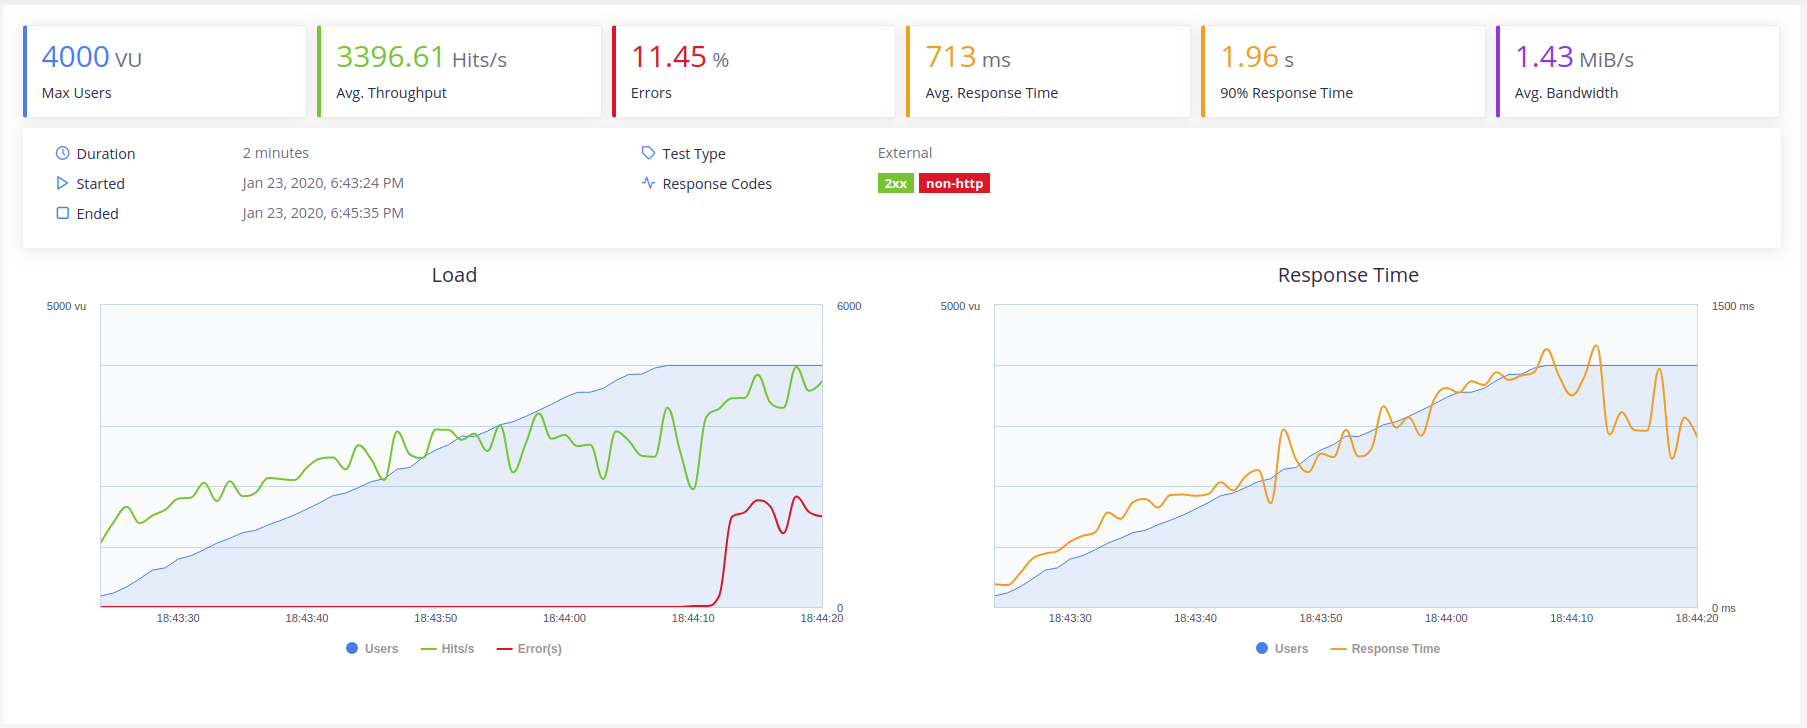 4000 VU
Max Users
3396.61 Hits/s
Avg. Throughput
11.45 %
Errors
713 ms
Avg. Response Time
1.96 s
90% Response Time
1.43 MiB/s
Avg. Bandwidth
Duration 2 minutes
Started Jan 23, 2020, 6:43:24 PM
Ended Jan 23, 2020, 6:45:35 PM
Test Type External
Response Codes 2xx non-http
Load
5000 vu 6000
0
18:43:30 18:43:40 18:43:50 18:44:00 18:44:10 18:44:20
Users Hits/s Error(s)
Response Time
5000 vu 1500 ms
0 ms
18:43:30 18:43:40 18:43:50 18:44:00 18:44:10 18:44:20
Users Response Time